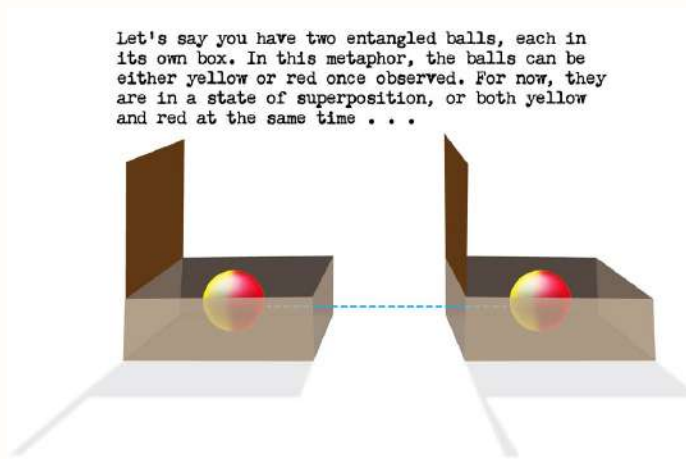 Let's say you have two entangled balls, each in
its own box. In this metaphor, the balls can be
either yellow or red once observed. For now, they
are in a state of superposition, or both yellow
and red at the same time . . .